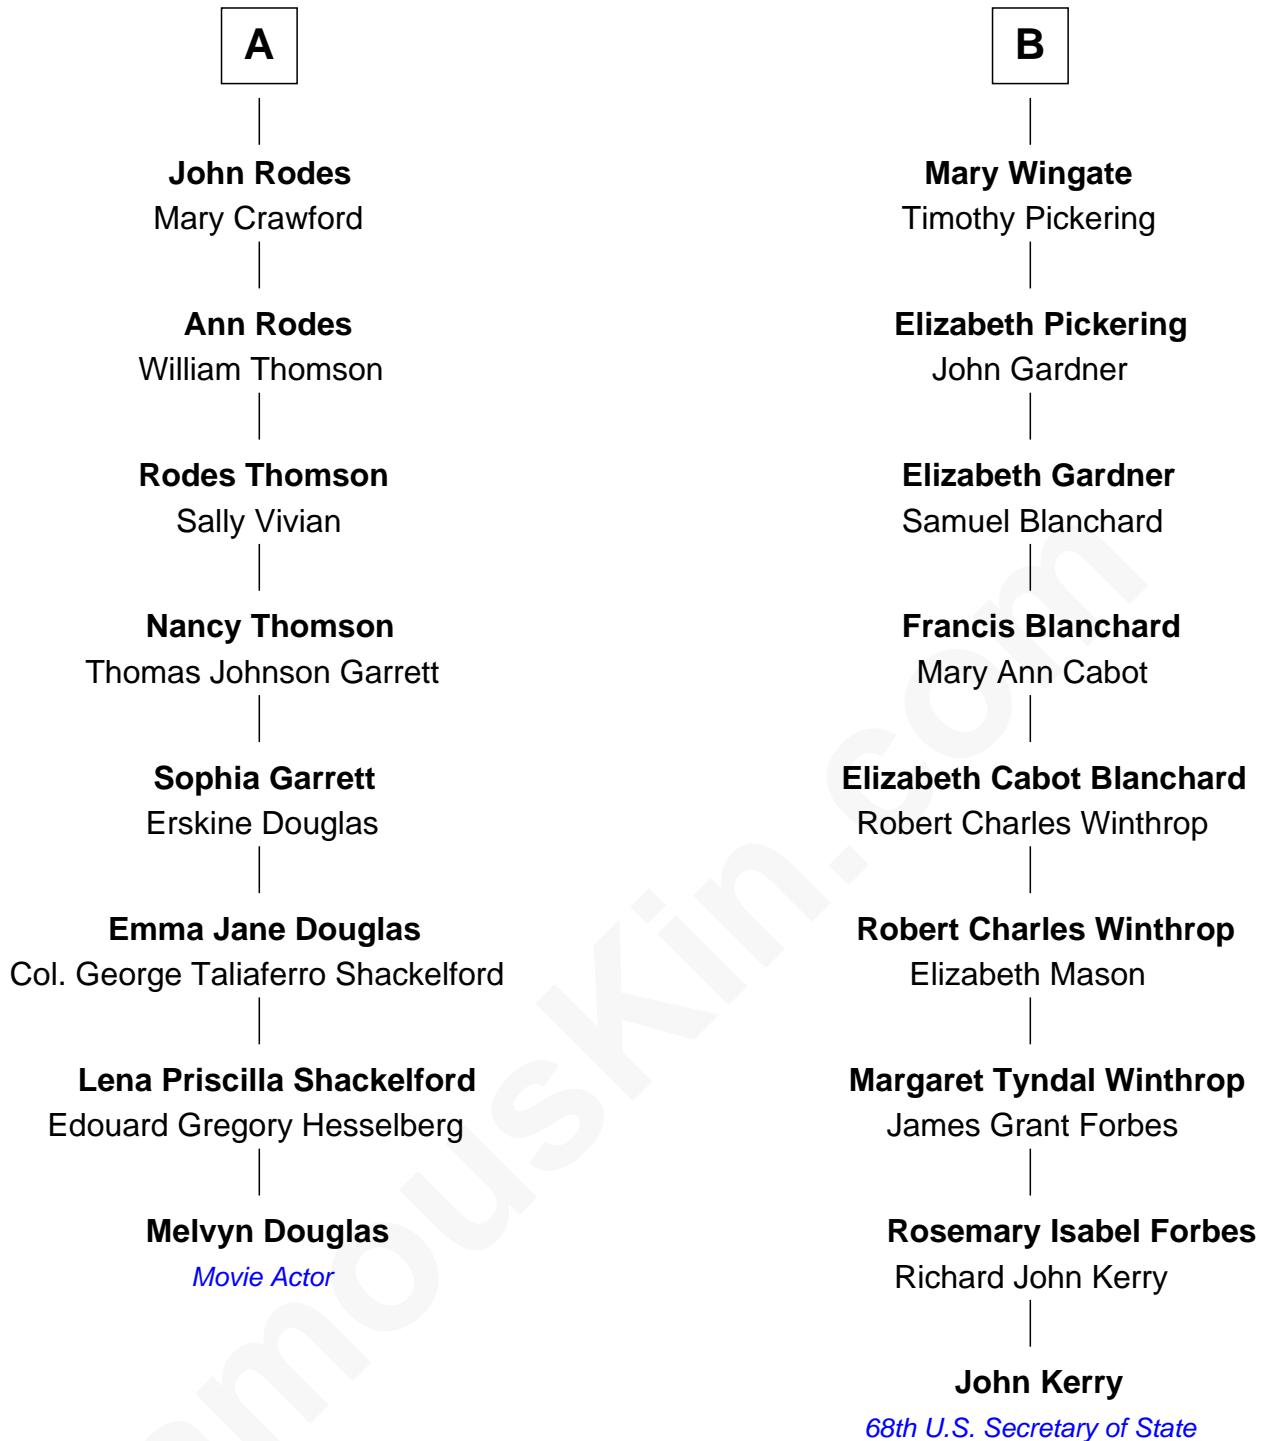 A
John Rodes
Mary Crawford
Ann Rodes
William Thomson
Rodes Thomson
Sally Vivian
Nancy Thomson
Thomas Johnson Garrett
Sophia Garrett
Erskine Douglas
Emma Jane Douglas
Col. George Taliaferro Shackelford
Lena Priscilla Shackelford
Edouard Gregory Hesselberg
Melvyn Douglas
Movie Actor
B
Mary Wingate
Timothy Pickering
Elizabeth Pickering
John Gardner
Elizabeth Gardner
Samuel Blanchard
Francis Blanchard
Mary Ann Cabot
Elizabeth Cabot Blanchard
Robert Charles Winthrop
Robert Charles Winthrop
Elizabeth Mason
Margaret Tyndal Winthrop
James Grant Forbes
Rosemary Isabel Forbes
Richard John Kerry
John Kerry
68th U.S. Secretary of State
amousKin.com